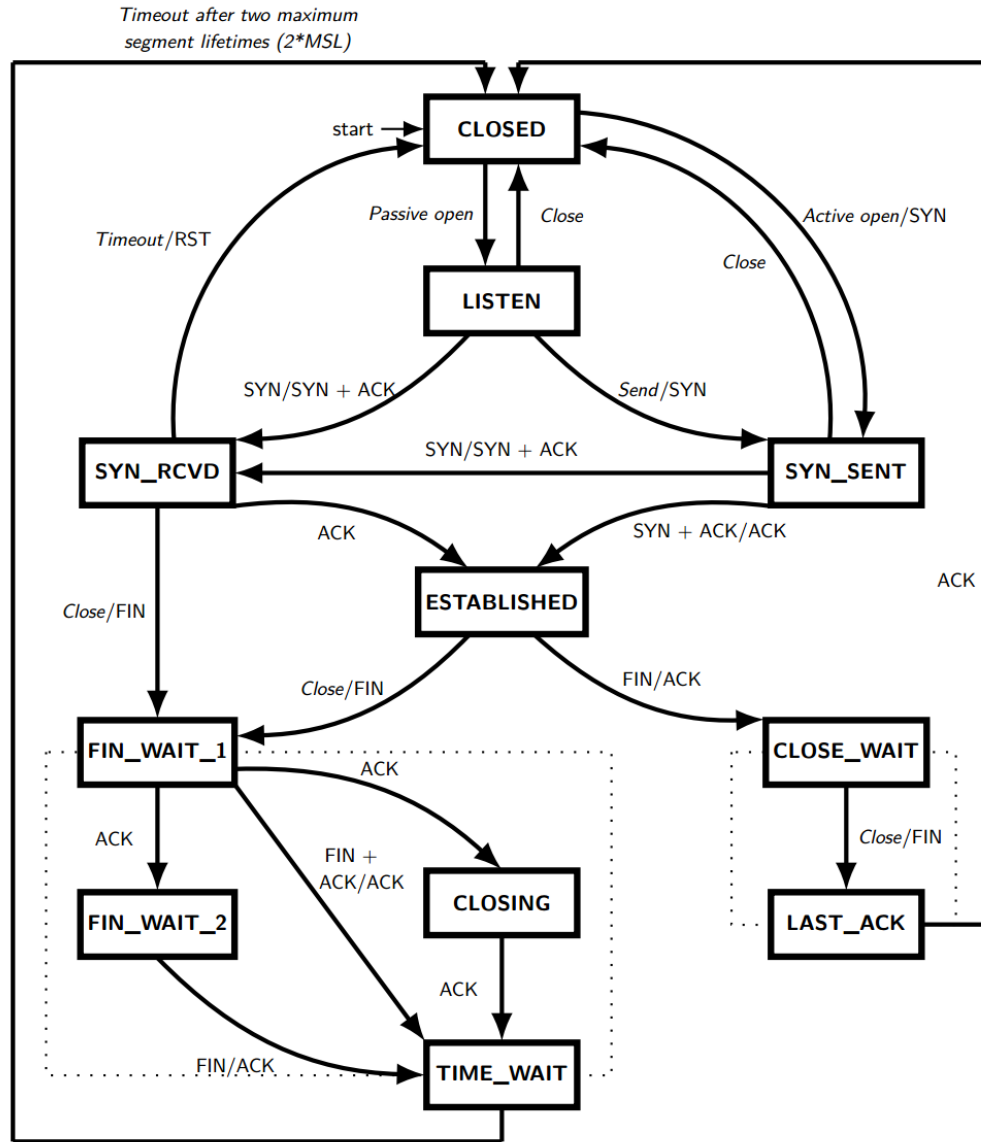 Timeout after two maximum
segment lifetimes (2*MSL)
start
CLOSED
Passive open
Close
Active open/SYN
Timeout/RST
Close
LISTEN
SYN/SYN + ACK
Send/SYN
SYN_RCVD
SYN/SYN + ACK
SYN_SENT
ACK
SYN + ACK/ACK
ESTABLISHED
ACK
Close/FIN
Close/FIN
FIN/ACK
FIN_WAIT_1
CLOSE_WAIT
ACK
ACK
FIN +
ACK/ACK
Close/FIN
FIN_WAIT_2
CLOSING
LAST_ACK
ACK
FIN/ACK
TIME_WAIT